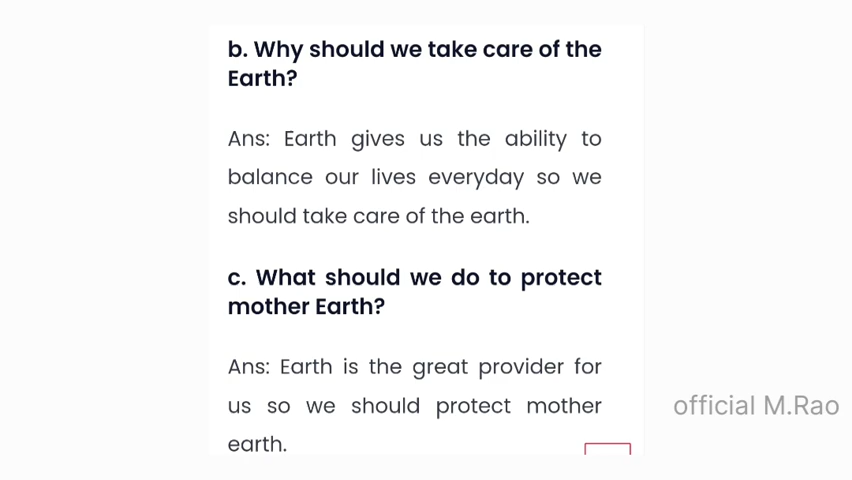 b. Why should we take care of the
Earth?
Ans: Earth gives us the ability to
balance our lives everyday so we
should take care of the earth.
c. What should we do to protect
mother Earth?
Ans: Earth is the great provider for
us so we should protect mother
earth.
official M.Rao